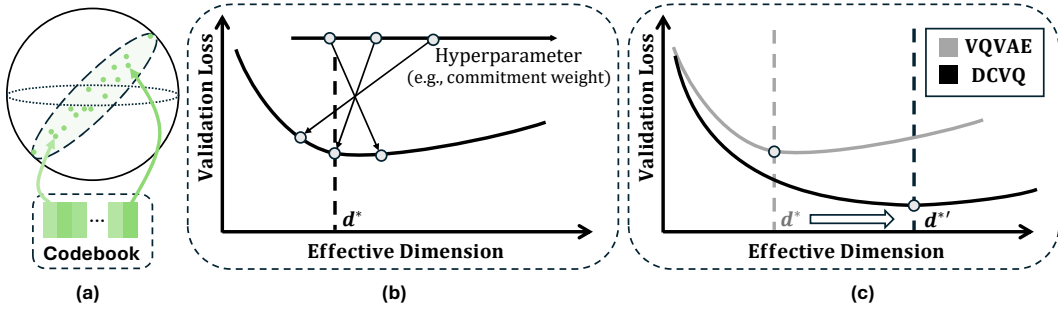 ...
Codebook
(a)
Validation Loss
Hyperparameter
(e.g., commitment weight)
d*
Effective Dimension
(b)
Validation Loss
VQVAE
DCVQ
d*
d*'
Effective Dimension
(c)